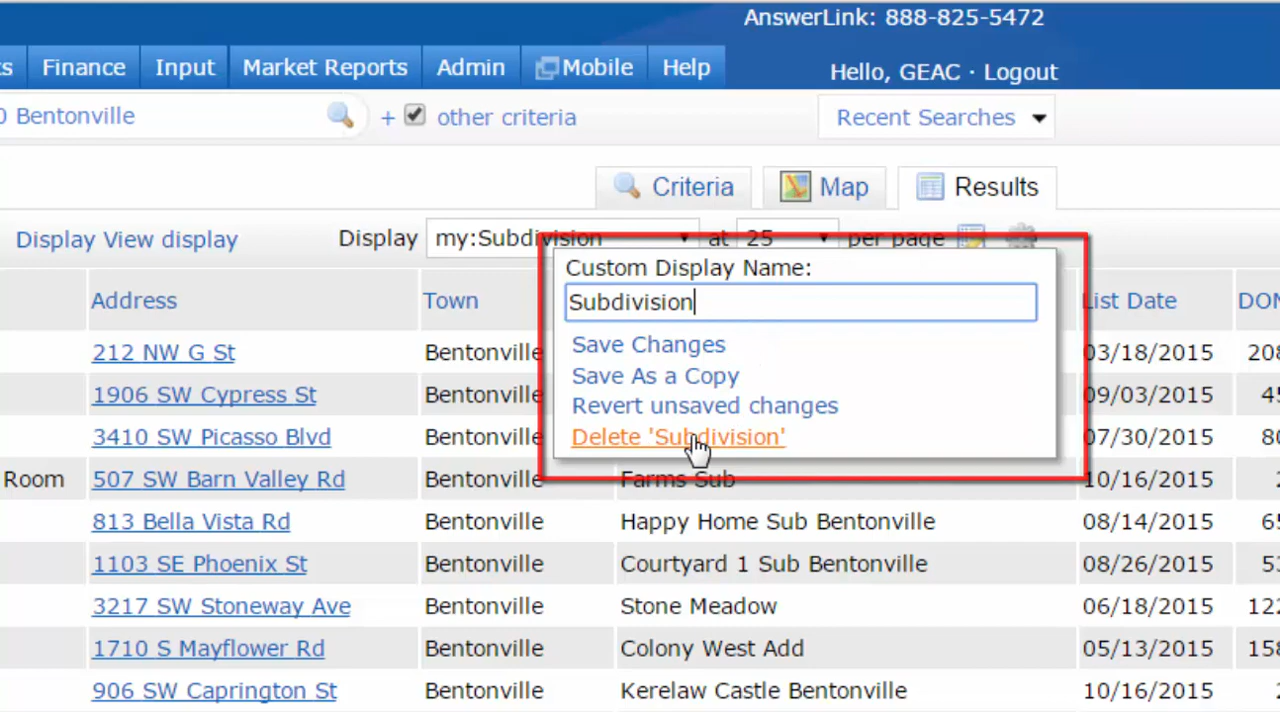 AnswerLink: 888-825-5472
s Finance Input Market Reports Admin Mobile Help
Hello, GEAC · Logout
0 Bentonville + other criteria Recent Searches
Criteria Map Results
Display View display Display my:Subdivision at 25 per page
Custom Display Name:
Subdivision
Save Changes
Save As a Copy
Revert unsaved changes
Delete 'Subdivision'
Address Town List Date DOM
212 NW G St Bentonville 03/18/2015 208
1906 SW Cypress St Bentonville 09/03/2015 45
3410 SW Picasso Blvd Bentonville 07/30/2015 80
Room 507 SW Barn Valley Rd Bentonville Farms Sub 10/16/2015 2
813 Bella Vista Rd Bentonville Happy Home Sub Bentonville 08/14/2015 65
1103 SE Phoenix St Bentonville Courtyard 1 Sub Bentonville 08/26/2015 53
3217 SW Stoneway Ave Bentonville Stone Meadow 06/18/2015 122
1710 S Mayflower Rd Bentonville Colony West Add 05/13/2015 158
906 SW Caprington St Bentonville Kerelaw Castle Bentonville 10/16/2015 2